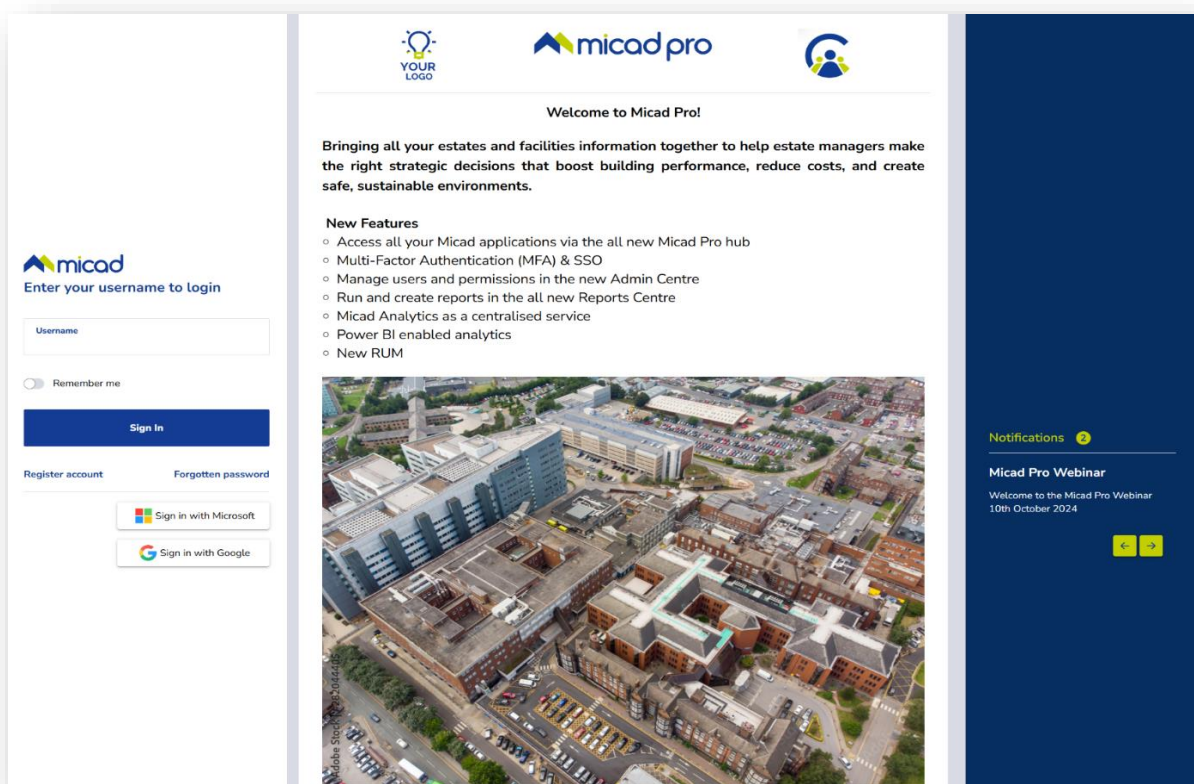 micad
Enter your username to login
Username
Remember me
Sign In
Register account
Forgotten password
Sign in with Microsoft
Sign in with Google
YOUR
LOGO
micad pro
Welcome to Micad Pro!
Bringing all your estates and facilities information together to help estate managers make
the right strategic decisions that boost building performance, reduce costs, and create
safe, sustainable environments.
New Features
Access all your Micad applications via the all new Micad Pro hub
Multi-Factor Authentication (MFA) & SSO
Manage users and permissions in the new Admin Centre
Run and create reports in the all new Reports Centre
Micad Analytics as a centralised service
Power BI enabled analytics
New RUM
Adobe Stock
Notifications 2
Micad Pro Webinar
Welcome to the Micad Pro Webinar
10th October 2024